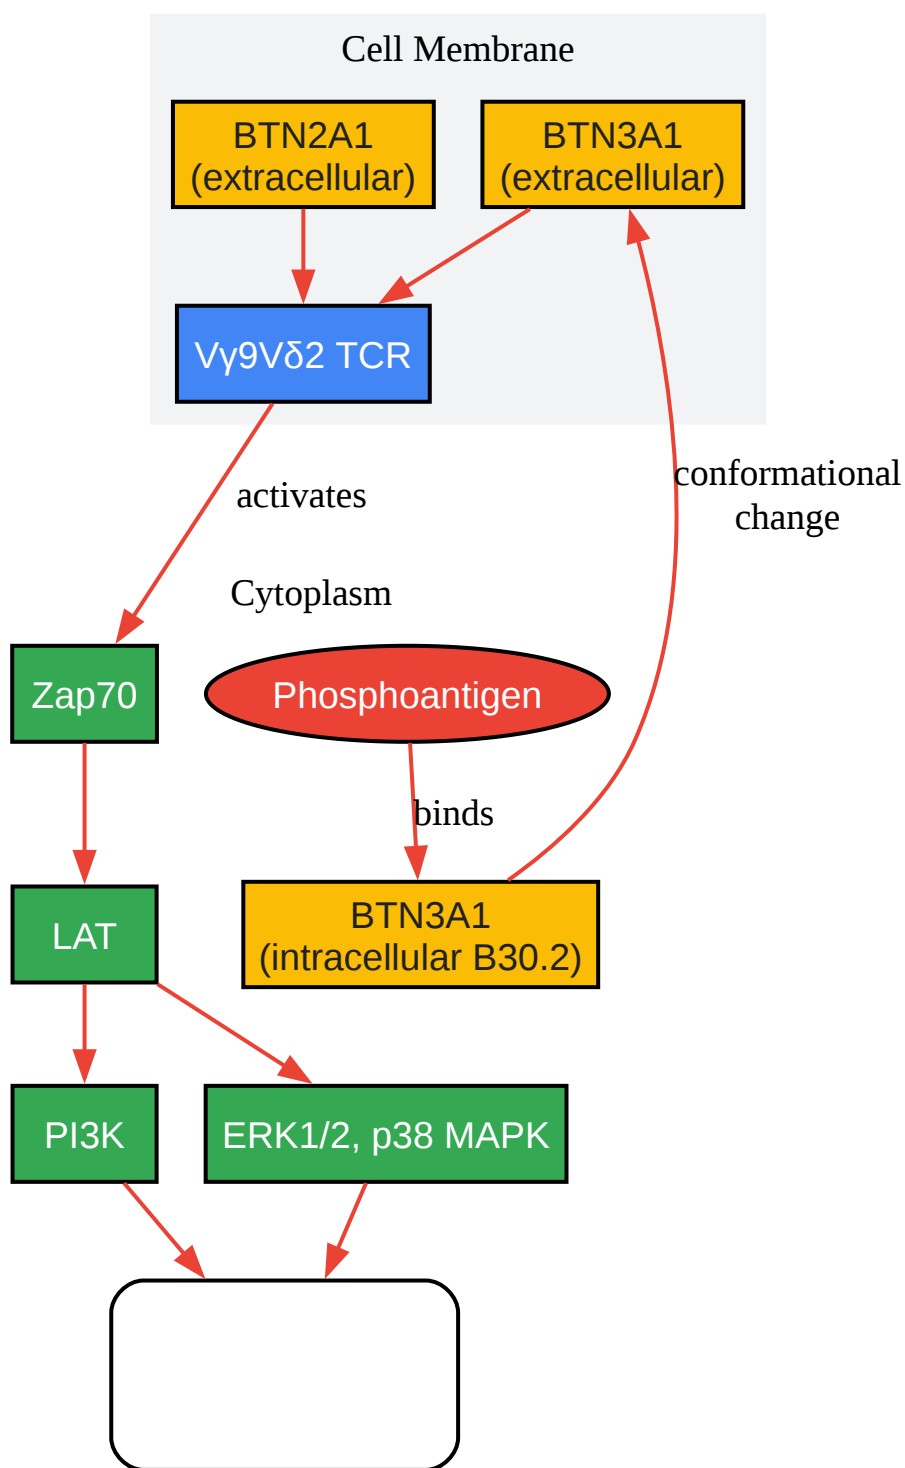 Cell Membrane
BTN2A1
(extracellular)
BTN3A1
(extracellular)
Vγ9Vδ2 TCR
activates
conformational
change
Cytoplasm
Zap70
Phosphoantigen
binds
LAT
BTN3A1
(intracellular B30.2)
PI3K
ERK1/2, p38 MAPK